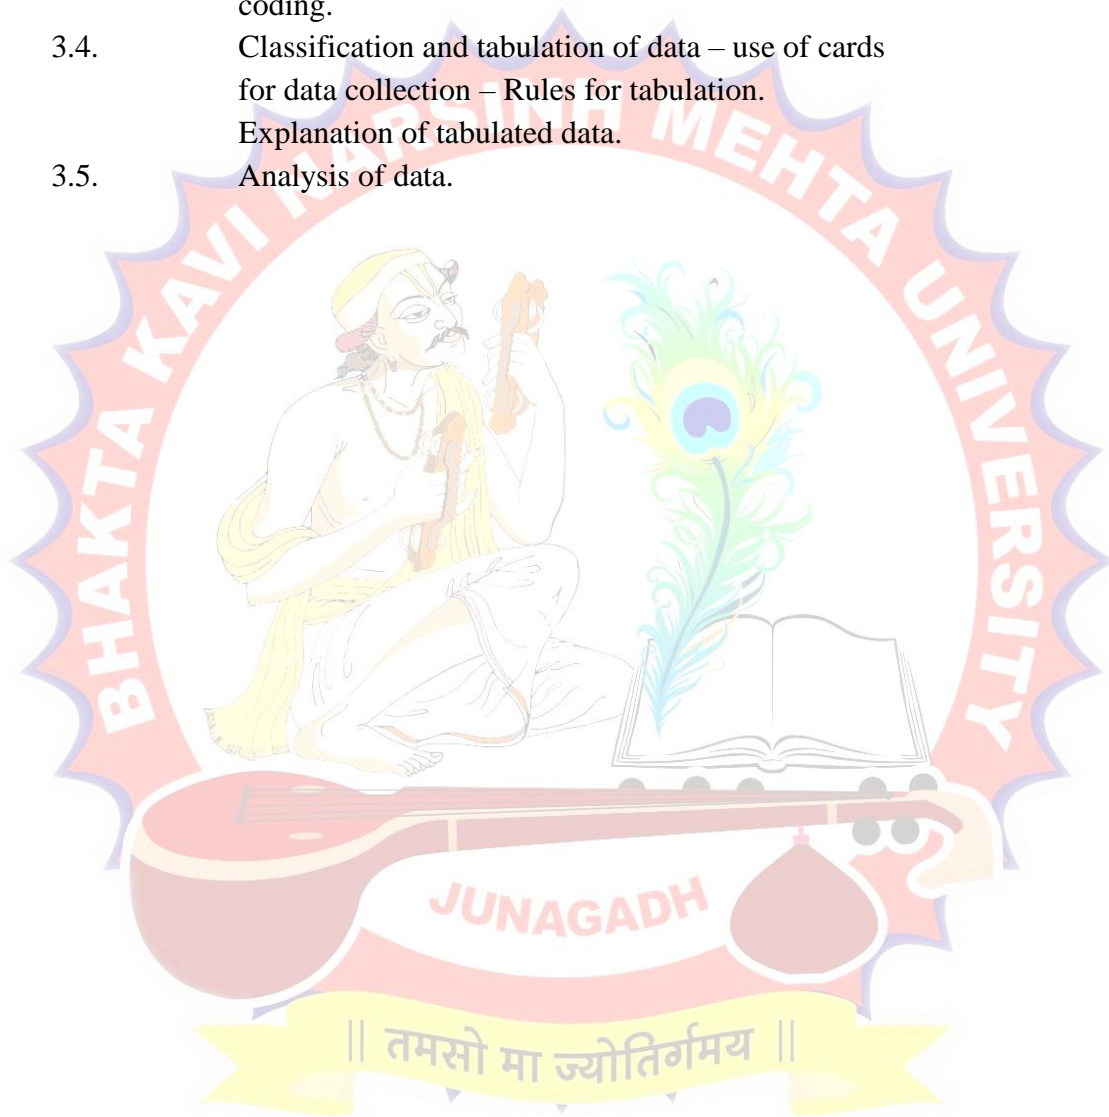 coding.
3.4. Classification and tabulation of data – use of cards
for data collection – Rules for tabulation.
Explanation of tabulated data.
3.5. Analysis of data.
BHAKTA KAVI NARSINH MEHTA UNIVERSITY
JUNAGADH
|| तमसो मा ज्योतिर्गमय ||